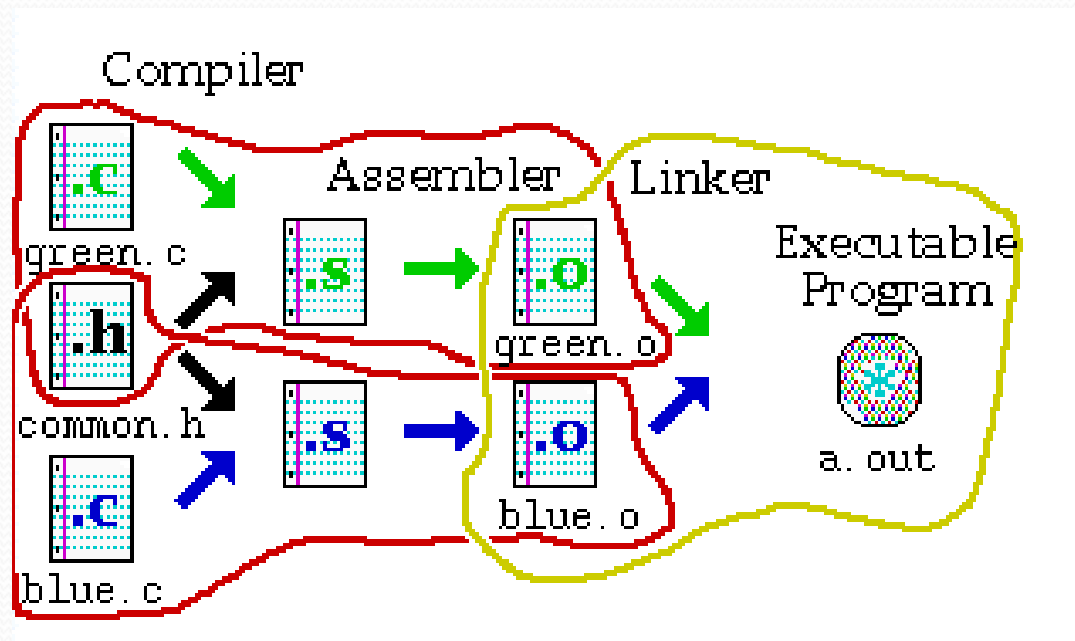 Compiler
.c
green.c
.h
common.h
.c
blue.c
Assembler
.s
.s
Linker
.o
green.o
.o
blue.o
Executable
Program
a.out